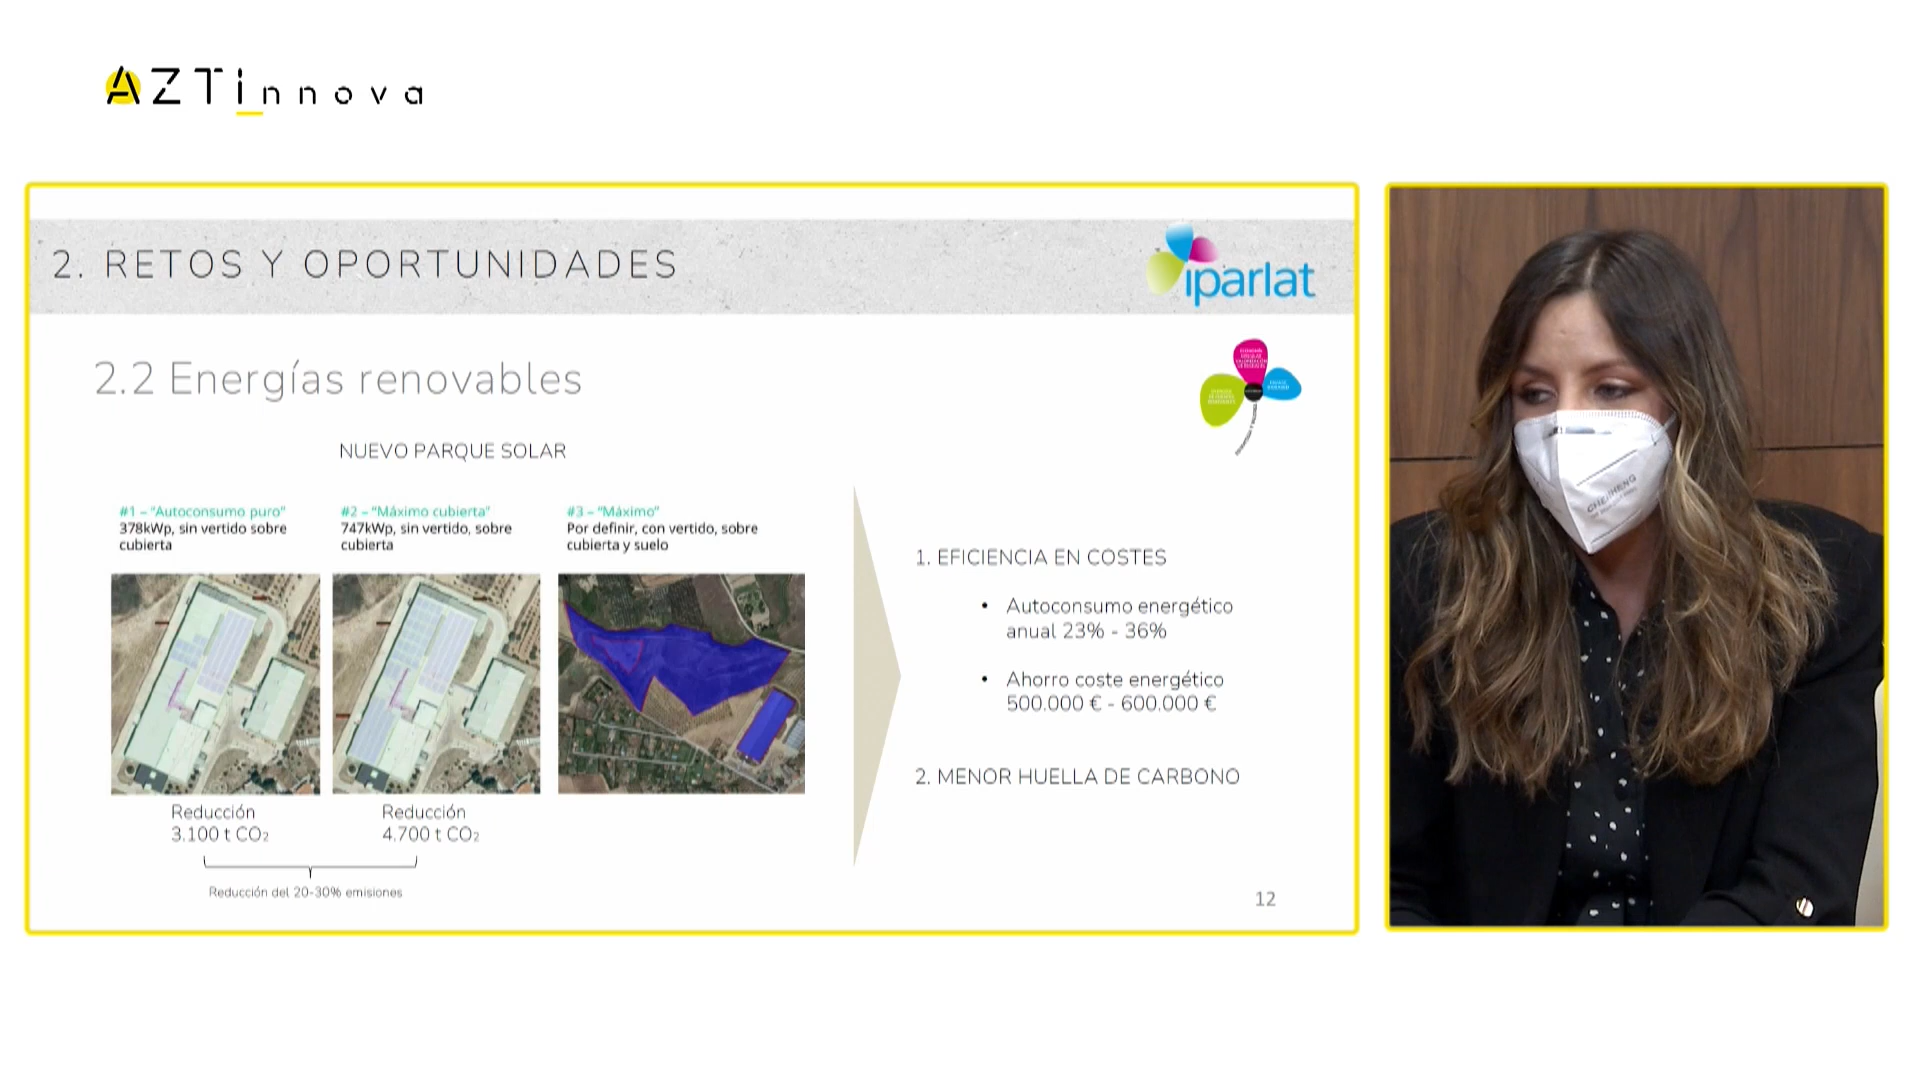 AZTInnova
2. RETOS Y OPORTUNIDADES
iparlat
2.2 Energías renovables
NUEVO PARQUE SOLAR
#1 – "Autoconsumo puro"
378kWp, sin vertido sobre
cubierta
#2 – "Máximo cubierta"
747kWp, sin vertido, sobre
cubierta
#3 – "Máximo"
Por definir, con vertido, sobre
cubierta y suelo
Reducción
3.100 t CO₂
Reducción
4.700 t CO₂
Reducción del 20-30% emisiones
1. EFICIENCIA EN COSTES
• Autoconsumo energético
anual 23% - 36%
• Ahorro coste energético
500.000 € - 600.000 €
2. MENOR HUELLA DE CARBONO
12